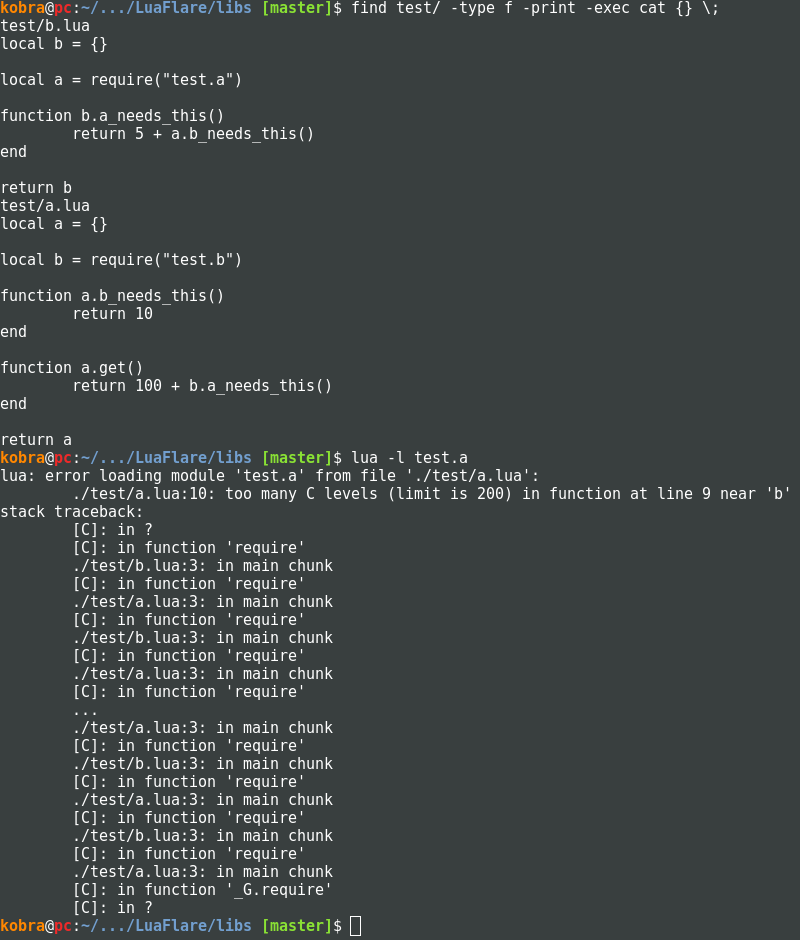 kobra@pc:~/.../LuaFlare/libs [master]$ find test/ -type f -print -exec cat {} \;
test/b.lua
local b = {}

local a = require("test.a")

function b.a_needs_this()
        return 5 + a.b_needs_this()
end

return b
test/a.lua
local a = {}

local b = require("test.b")

function a.b_needs_this()
        return 10
end

function a.get()
        return 100 + b.a_needs_this()
end

return a
kobra@pc:~/.../LuaFlare/libs [master]$ lua -l test.a
lua: error loading module 'test.a' from file './test/a.lua':
        ./test/a.lua:10: too many C levels (limit is 200) in function at line 9 near 'b'
stack traceback:
        [C]: in ?
        [C]: in function 'require'
        ./test/b.lua:3: in main chunk
        [C]: in function 'require'
        ./test/a.lua:3: in main chunk
        [C]: in function 'require'
        ./test/b.lua:3: in main chunk
        [C]: in function 'require'
        ./test/a.lua:3: in main chunk
        [C]: in function 'require'
        ...
        ./test/a.lua:3: in main chunk
        [C]: in function 'require'
        ./test/b.lua:3: in main chunk
        [C]: in function 'require'
        ./test/a.lua:3: in main chunk
        [C]: in function 'require'
        ./test/b.lua:3: in main chunk
        [C]: in function 'require'
        ./test/a.lua:3: in main chunk
        [C]: in function '_G.require'
        [C]: in ?
kobra@pc:~/.../LuaFlare/libs [master]$